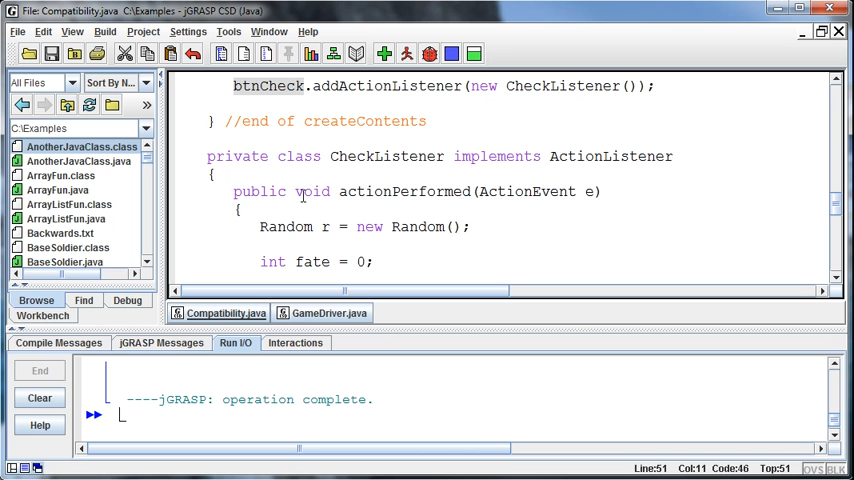 File: Compatibility.java C:\Examples - jGRASP CSD (Java)
File Edit View Build Project Settings Tools Window Help
All Files Sort By N...
C:\Examples
AnotherJavaClass.class
AnotherJavaClass.java
ArrayFun.class
ArrayFun.java
ArrayListFun.class
ArrayListFun.java
Backwards.txt
BaseSoldier.class
BaseSoldier.java
Browse Find Debug
Workbench
btnCheck.addActionListener(new CheckListener());
} //end of createContents
private class CheckListener implements ActionListener
{
public void actionPerformed(ActionEvent e)
{
Random r = new Random();
int fate = 0;
Compatibility.java GameDriver.java
Compile Messages jGRASP Messages Run I/O Interactions
End
Clear
Help
----jGRASP: operation complete.
Line:51 Col:11 Code:46 Top:51 OVS BLK